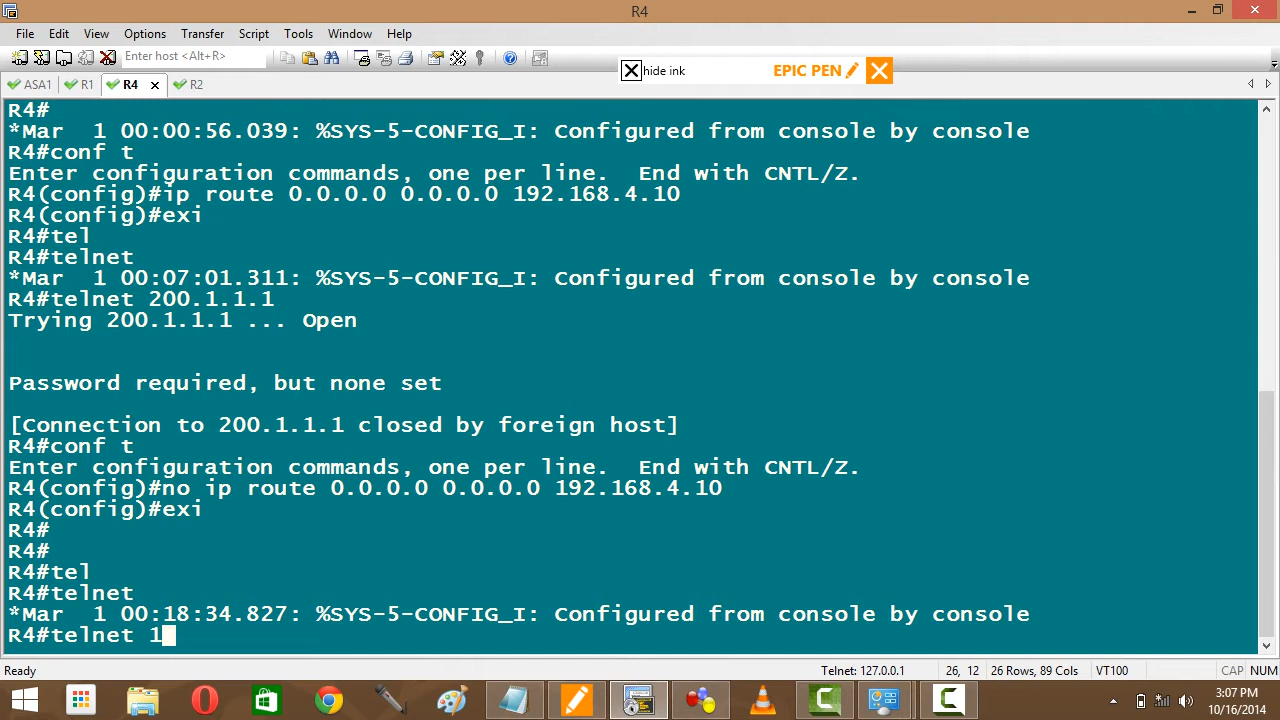 R4
File Edit View Options Transfer Script Tools Window Help
Enter host <Alt+R>
hide ink EPIC PEN
ASA1 R1 R4 R2
R4#
*Mar  1 00:00:56.039: %SYS-5-CONFIG_I: Configured from console by console
R4#conf t
Enter configuration commands, one per line.  End with CNTL/Z.
R4(config)#ip route 0.0.0.0 0.0.0.0 192.168.4.10
R4(config)#exi
R4#tel
R4#telnet
*Mar  1 00:07:01.311: %SYS-5-CONFIG_I: Configured from console by console
R4#telnet 200.1.1.1
Trying 200.1.1.1 ... Open
Password required, but none set
[Connection to 200.1.1.1 closed by foreign host]
R4#conf t
Enter configuration commands, one per line.  End with CNTL/Z.
R4(config)#no ip route 0.0.0.0 0.0.0.0 192.168.4.10
R4(config)#exi
R4#
R4#
R4#tel
R4#telnet
*Mar  1 00:18:34.827: %SYS-5-CONFIG_I: Configured from console by console
R4#telnet 1
Ready Telnet: 127.0.0.1 26, 12 26 Rows, 89 Cols VT100 CAP NUM
3:07 PM
10/16/2014